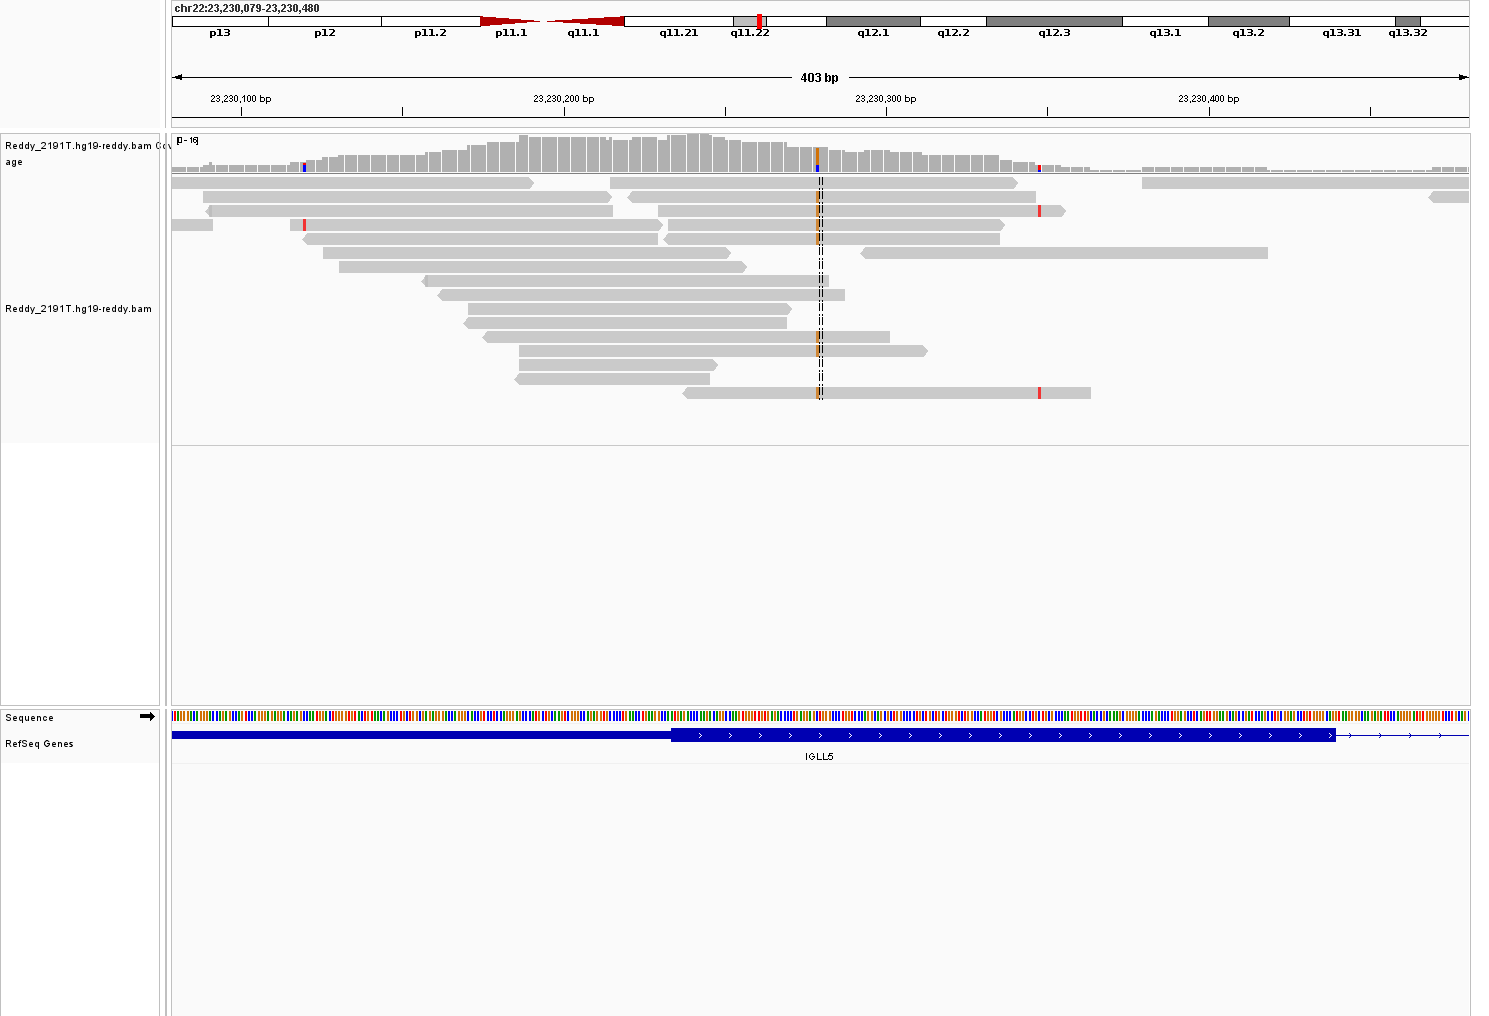 chr22:23,230,079-23,230,480
p13 p12 p11.2 p11.1 q11.1 q11.21 q11.22 q12.1 q12.2 q12.3 q13.1 q13.2 q13.31 q13.32
403 bp
23,230,100 bp 23,230,200 bp 23,230,300 bp 23,230,400 bp
[0 - 16]
Reddy_2191T.hg19-reddy.bam Cov
age
Reddy_2191T.hg19-reddy.bam
Sequence
RefSeq Genes
IGLL5